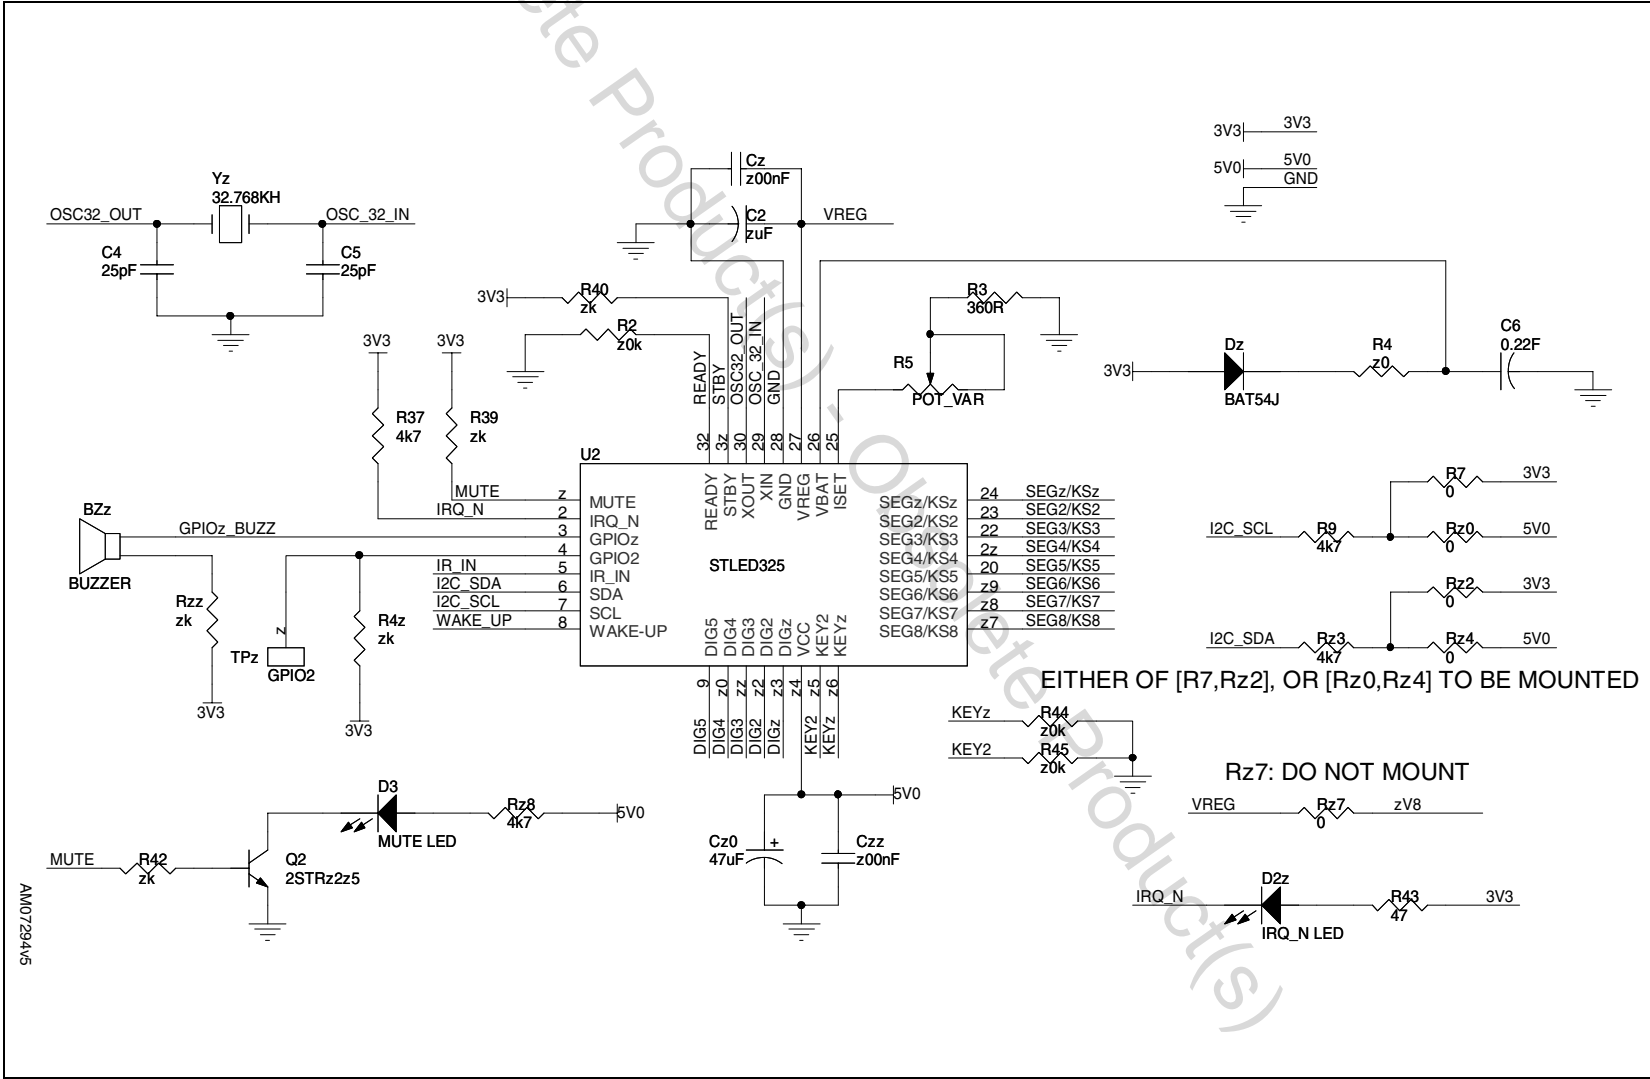 3V3
3V3
5V0
5V0
GND
Yz
32.768KH
OSC32_OUT
OSC_32_IN
C4
25pF
C5
25pF
Cz
z00nF
C2
zuF
VREG
3V3
R40
zk
R2
z0k
R3
360R
R5
POT_VAR
3V3
Dz
BAT54J
R4
z0
C6
0.22F
3V3
3V3
R37
4k7
R39
zk
READY
STBY
OSC32_OUT
OSC_32_IN
GND
32
3z
30
29
28
27
26
25
U2
READY
STBY
XOUT
XIN
GND
VREG
VBAT
ISET
STLED325
MUTE z MUTE
IRQ_N 2 IRQ_N
GPIOz_BUZZ 3 GPIOz
4 GPIO2
IR_IN 5 IR_IN
I2C_SDA 6 SDA
I2C_SCL 7 SCL
WAKE_UP 8 WAKE-UP
SEGz/KSz 24 SEGz/KSz
SEG2/KS2 23 SEG2/KS2
SEG3/KS3 22 SEG3/KS3
SEG4/KS4 2z SEG4/KS4
SEG5/KS5 20 SEG5/KS5
SEG6/KS6 z9 SEG6/KS6
SEG7/KS7 z8 SEG7/KS7
SEG8/KS8 z7 SEG8/KS8
DIG5
DIG4
DIG3
DIG2
DIGz
VCC
KEY2
KEYz
9
z0
zz
z2
z3
z4
z5
z6
DIG5
DIG4
DIG3
DIG2
DIGz
KEY2
KEYz
BZz
BUZZER
Rzz
zk
3V3
z
TPz
GPIO2
R4z
zk
3V3
I2C_SCL
R9
4k7
R7
0
3V3
Rz0
0
5V0
I2C_SDA
Rz3
4k7
Rz2
0
3V3
Rz4
0
5V0
EITHER OF [R7,Rz2], OR [Rz0,Rz4] TO BE MOUNTED
KEYz
R44
z0k
KEY2
R45
z0k
Rz7: DO NOT MOUNT
VREG
Rz7
0
zV8
D3
MUTE LED
Rz8
4k7
5V0
MUTE
R42
zk
Q2
2STRz2z5
5V0
Cz0
+
47uF
Czz
z00nF
IRQ_N
D2z
IRQ_N LED
R43
47
3V3
AM07294v5
ete Product(s) - Obsolete Product(s)